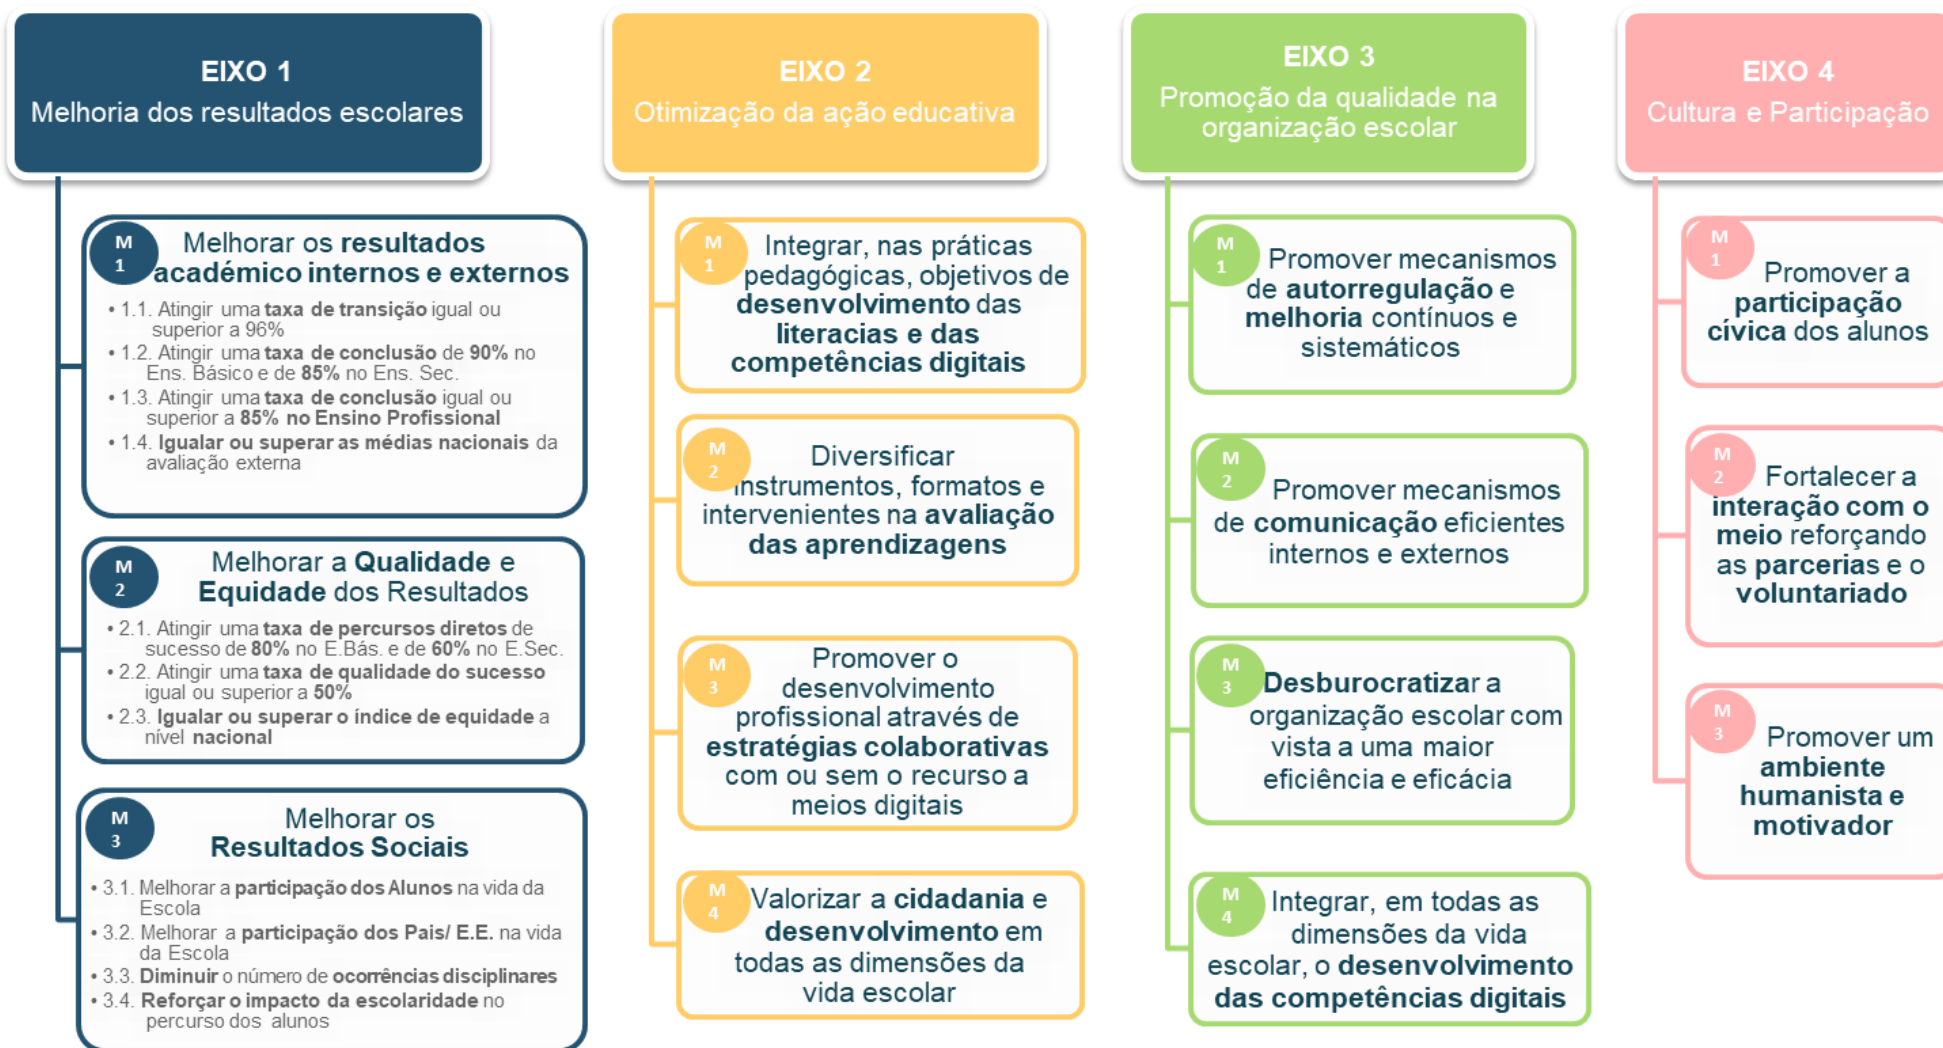 EIXO 1
Melhoria dos resultados escolares
M
1
Melhorar os resultados
académico internos e externos
• 1.1. Atingir uma taxa de transição igual ou
superior a 96%
• 1.2. Atingir uma taxa de conclusão de 90% no
Ens. Básico e de 85% no Ens. Sec.
• 1.3. Atingir uma taxa de conclusão igual ou
superior a 85% no Ensino Profissional
• 1.4. Igualar ou superar as médias nacionais da
avaliação externa
M
2
Melhorar a Qualidade e
Equidade dos Resultados
• 2.1. Atingir uma taxa de percursos diretos de
sucesso de 80% no E.Bás. e de 60% no E.Sec.
• 2.2. Atingir uma taxa de qualidade do sucesso
igual ou superior a 50%
• 2.3. Igualar ou superar o índice de equidade a
nível nacional
M
3
Melhorar os
Resultados Sociais
• 3.1. Melhorar a participação dos Alunos na vida da
Escola
• 3.2. Melhorar a participação dos Pais/ E.E. na vida
da Escola
• 3.3. Diminuir o número de ocorrências disciplinares
• 3.4. Reforçar o impacto da escolaridade no
percurso dos alunos
EIXO 2
Otimização da ação educativa
M
1
Integrar, nas práticas
pedagógicas, objetivos de
desenvolvimento das
literacias e das
competências digitais
M
2
Diversificar
instrumentos, formatos e
intervenientes na avaliação
das aprendizagens
M
3
Promover o
desenvolvimento
profissional através de
estratégias colaborativas
com ou sem o recurso a
meios digitais
M
4
Valorizar a cidadania e
desenvolvimento em
todas as dimensões da
vida escolar
EIXO 3
Promoção da qualidade na
organização escolar
M
1
Promover mecanismos
de autorregulação e
melhoria contínuos e
sistemáticos
M
2
Promover mecanismos
de comunicação eficientes
internos e externos
M
3
Desburocratizar a
organização escolar com
vista a uma maior
eficiência e eficácia
M
4
Integrar, em todas as
dimensões da vida
escolar, o desenvolvimento
das competências digitais
EIXO 4
Cultura e Participação
M
1
Promover a
participação
cívica dos alunos
M
2
Fortalecer a
interação com o
meio reforçando
as parcerias e o
voluntariado
M
3
Promover um
ambiente
humanista e
motivador